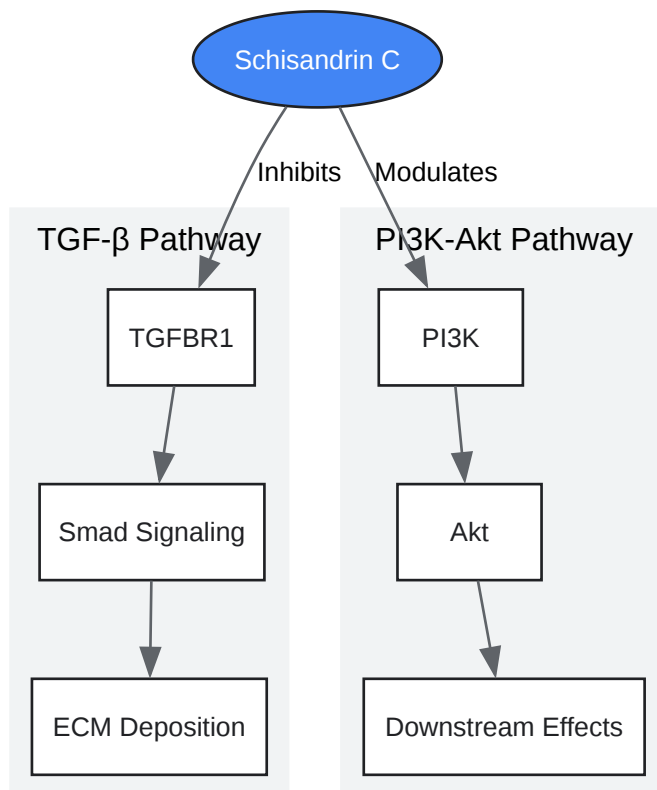 Schisandrin C
Inhibits
Modulates
TGF-β Pathway
PI3K-Akt Pathway
TGFBR1
PI3K
Smad Signaling
Akt
ECM Deposition
Downstream Effects